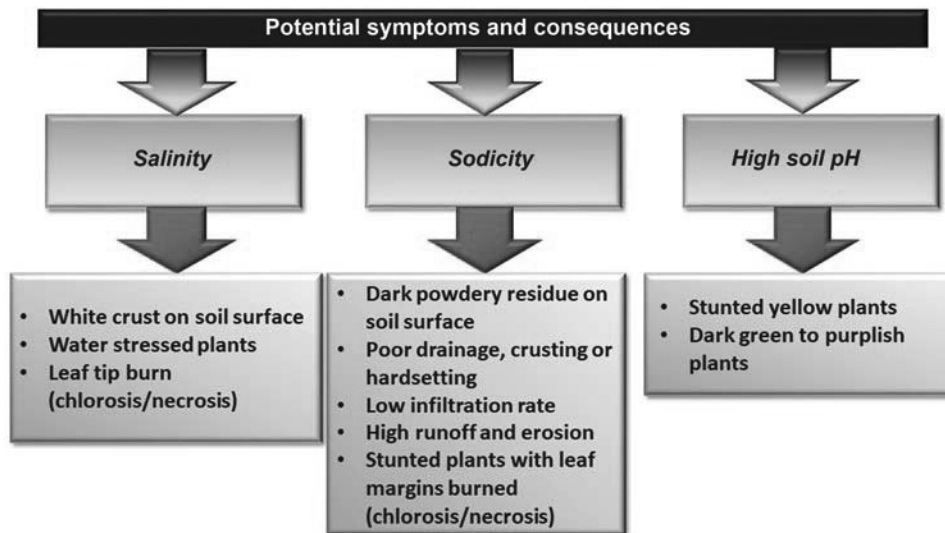 Potential symptoms and consequences
Salinity
Sodicity
High soil pH
• White crust on soil surface
• Water stressed plants
• Leaf tip burn
(chlorosis/necrosis)
• Dark powdery residue on
soil surface
• Poor drainage, crusting or
hardsetting
• Low infiltration rate
• High runoff and erosion
• Stunted plants with leaf
margins burned
(chlorosis/necrosis)
• Stunted yellow plants
• Dark green to purplish
plants